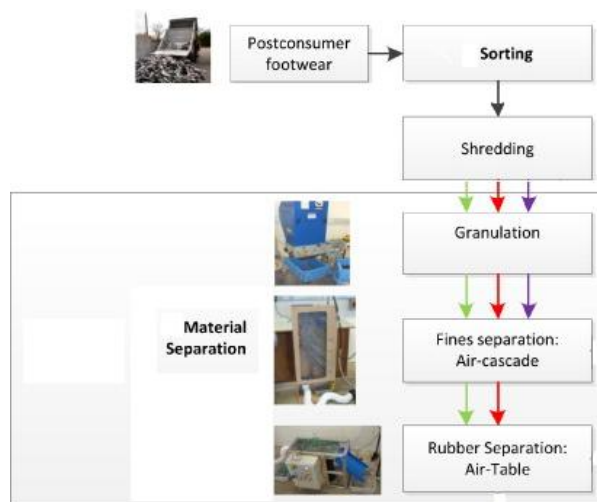 Postconsumer
footwear
Sorting
Shredding
Granulation
Material
Separation
Fines separation:
Air-cascade
Rubber Separation:
Air-Table